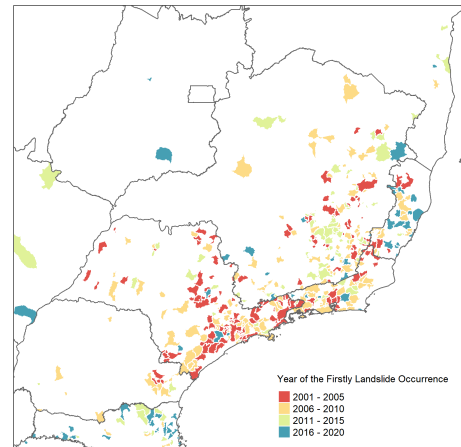 Year of the Firstly Landslide Occurrence
2001 - 2005
2006 - 2010
2011 - 2015
2016 - 2020